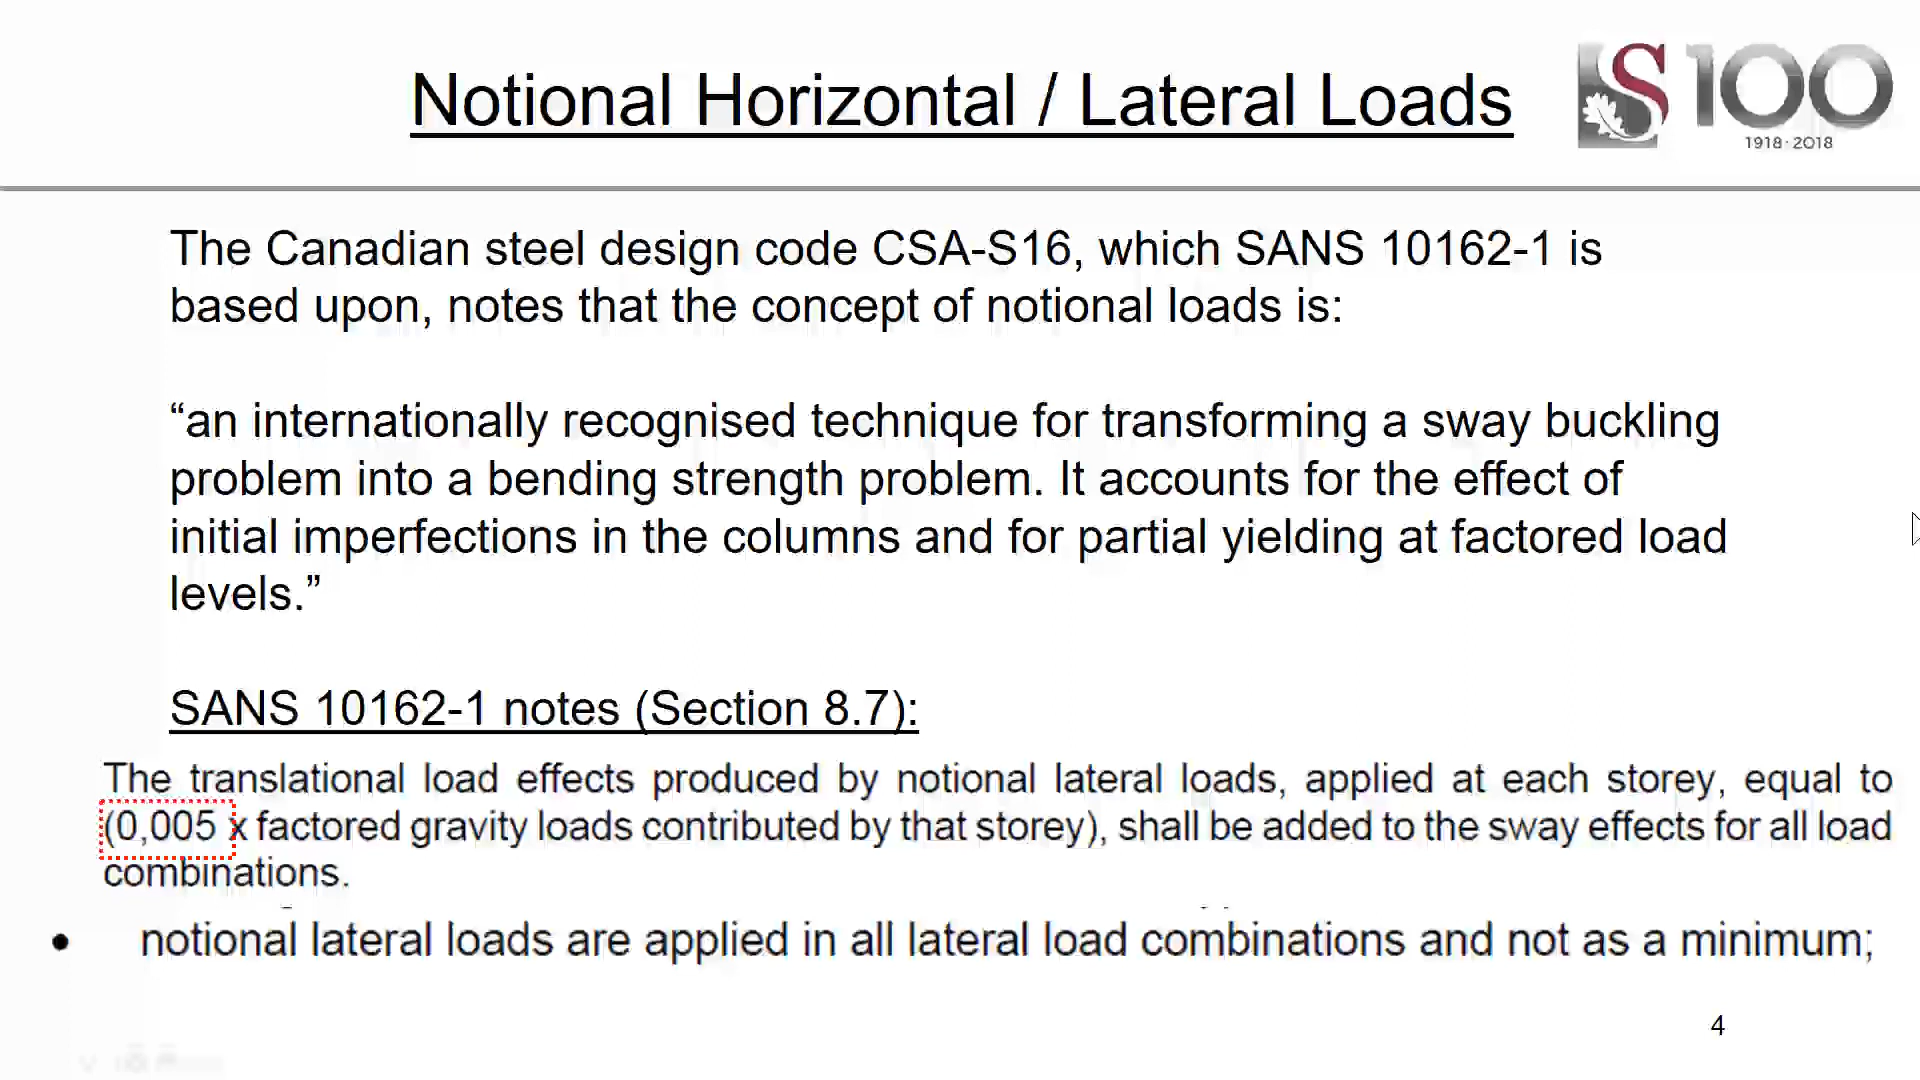 Notional Horizontal / Lateral Loads
S100
1918·2018
The Canadian steel design code CSA-S16, which SANS 10162-1 is
based upon, notes that the concept of notional loads is:
“an internationally recognised technique for transforming a sway buckling
problem into a bending strength problem. It accounts for the effect of
initial imperfections in the columns and for partial yielding at factored load
levels.”
SANS 10162-1 notes (Section 8.7):
The translational load effects produced by notional lateral loads, applied at each storey, equal to
(0,005 x factored gravity loads contributed by that storey), shall be added to the sway effects for all load
combinations.
• notional lateral loads are applied in all lateral load combinations and not as a minimum;
4